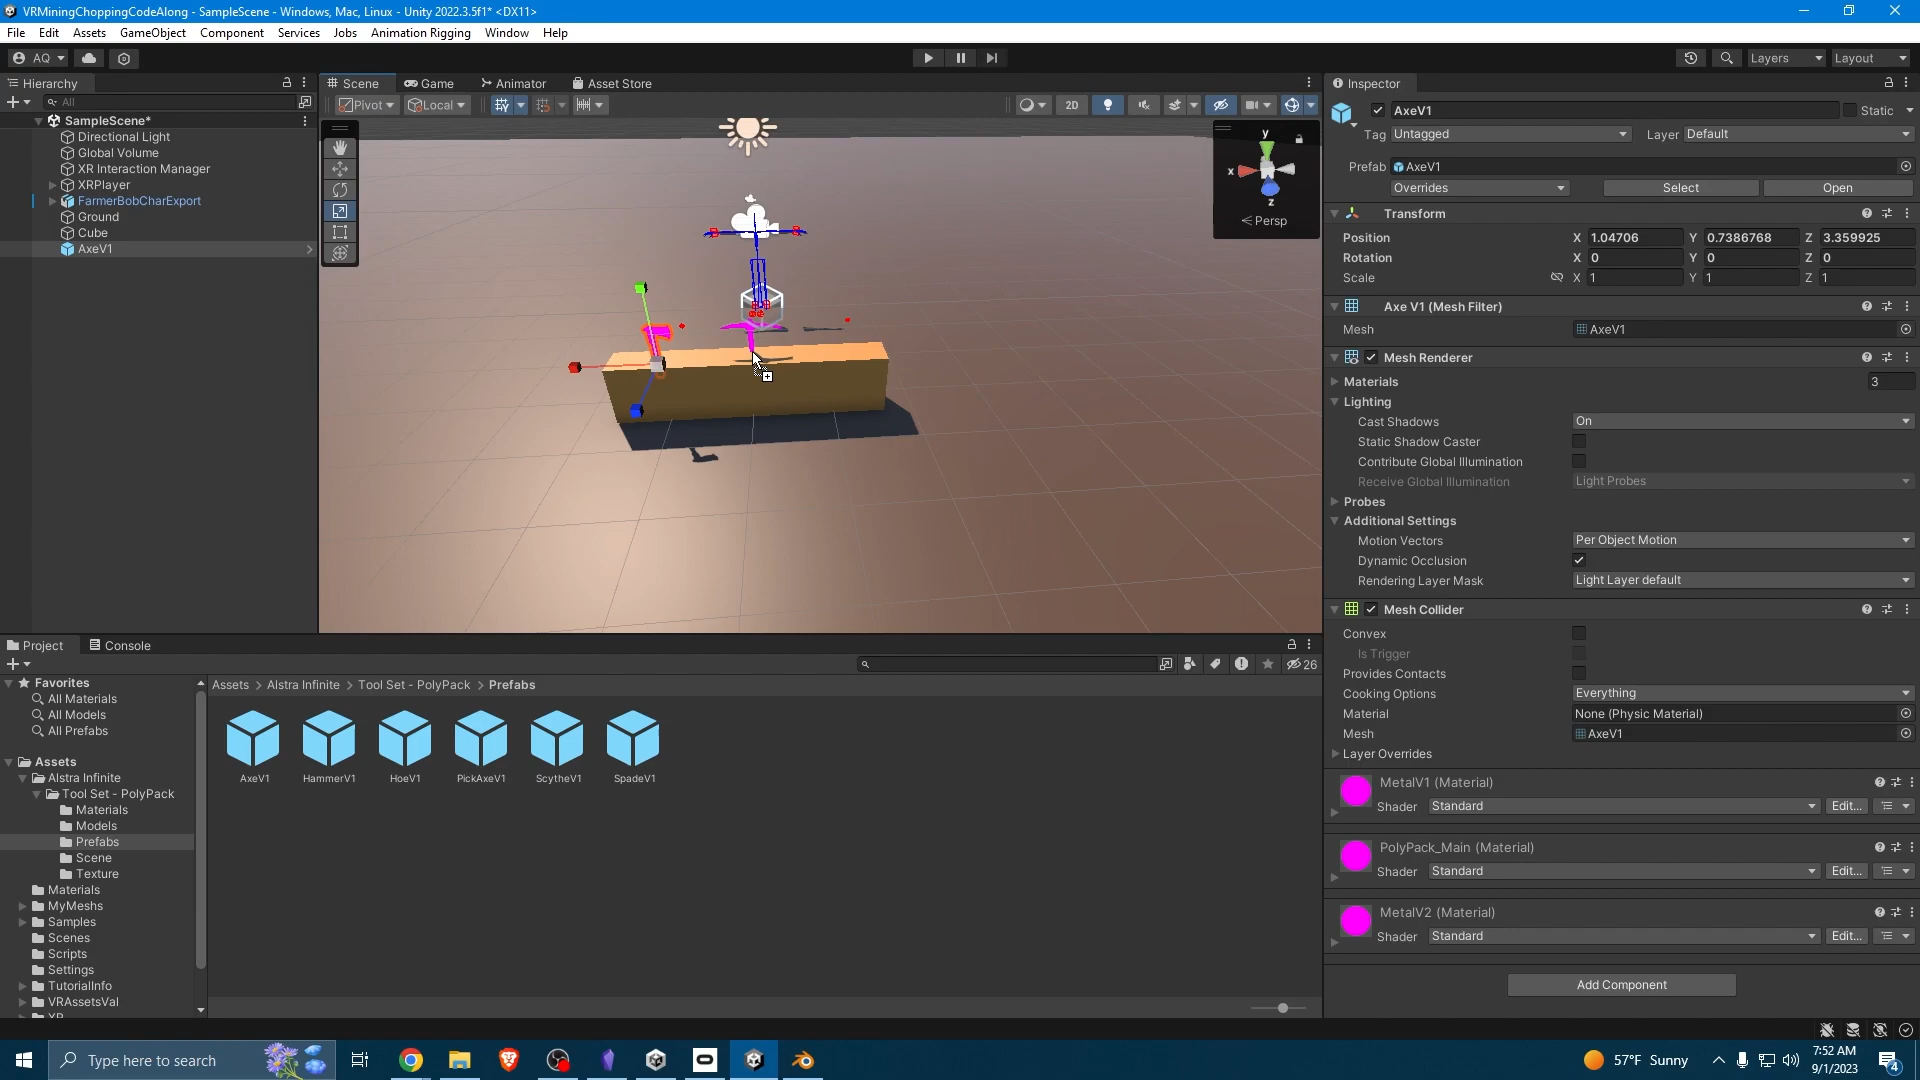 VRMiningChoppingCodeAlong - SampleScene - Windows, Mac, Linux - Unity 2022.3.5f1* <DX11>
File Edit Assets GameObject Component Services Jobs Animation Rigging Window Help
AQ Layers Layout
Hierarchy
All
SampleScene*
Directional Light
Global Volume
XR Interaction Manager
XRPlayer
FarmerBobCharExport
Ground
Cube
AxeV1
Scene Game Animator Asset Store
Pivot Local 2D
y
x
z
Persp
Inspector
AxeV1 Static
Tag Untagged Layer Default
Prefab AxeV1
Overrides Select Open
Transform
Position X 1.04706 Y 0.7386768 Z 3.359925
Rotation X 0 Y 0 Z 0
Scale X 1 Y 1 Z 1
Axe V1 (Mesh Filter)
Mesh AxeV1
Mesh Renderer
Materials 3
Lighting
Cast Shadows On
Static Shadow Caster
Contribute Global Illumination
Receive Global Illumination Light Probes
Probes
Additional Settings
Motion Vectors Per Object Motion
Dynamic Occlusion
Rendering Layer Mask Light Layer default
Mesh Collider
Convex
Is Trigger
Provides Contacts
Cooking Options Everything
Material None (Physic Material)
Mesh AxeV1
Layer Overrides
MetalV1 (Material)
Shader Standard Edit...
PolyPack_Main (Material)
Shader Standard Edit...
MetalV2 (Material)
Shader Standard Edit...
Add Component
Project Console
26
Favorites
All Materials
All Models
All Prefabs
Assets
Alstra Infinite
Tool Set - PolyPack
Materials
Models
Prefabs
Scene
Texture
Materials
MyMeshs
Samples
Scenes
Scripts
Settings
TutorialInfo
VRAssetsVal
XR
Assets > Alstra Infinite > Tool Set - PolyPack > Prefabs
AxeV1 HammerV1 HoeV1 PickAxeV1 ScytheV1 SpadeV1
Type here to search
57°F Sunny
7:52 AM
9/1/2023
4